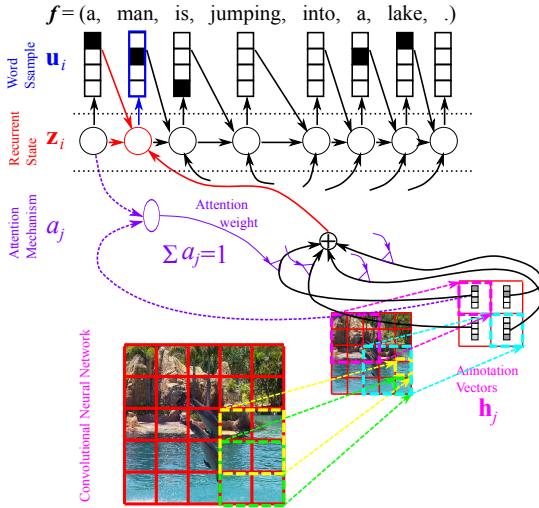 f = (a, man, is, jumping, into, a, lake, .)
Word
Ssample
u_i
Recurrent
State
z_i
Attention
Mechanism
a_j
Attention
weight
∑ a_j=1
Convolutional Neural Network
Annotation
Vectors
h_j